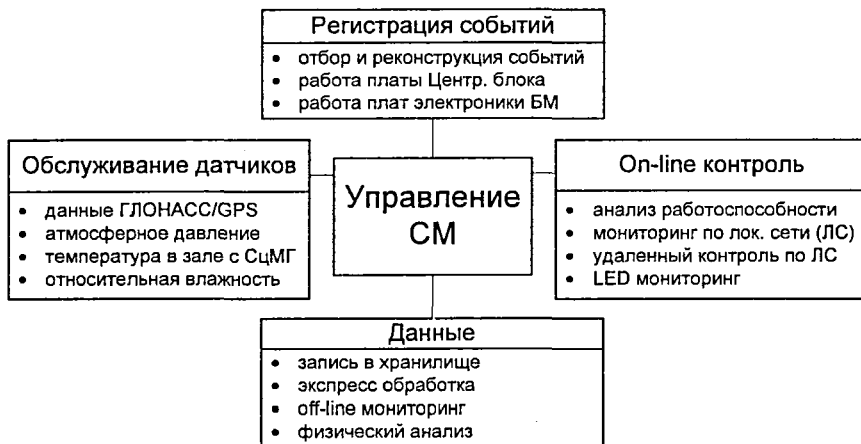 Регистрация событий
• отбор и реконструкция событий
• работа платы Центр. блока
• работа плат электроники БМ
Обслуживание датчиков
• данные ГЛОНАСС/GPS
• атмосферное давление
• температура в зале с СцМГ
• относительная влажность
Управление
СМ
On-line контроль
• анализ работоспособности
• мониторинг по лок. сети (ЛС)
• удаленный контроль по ЛС
• LED мониторинг
Данные
• запись в хранилище
• экспресс обработка
• off-line мониторинг
• физический анализ